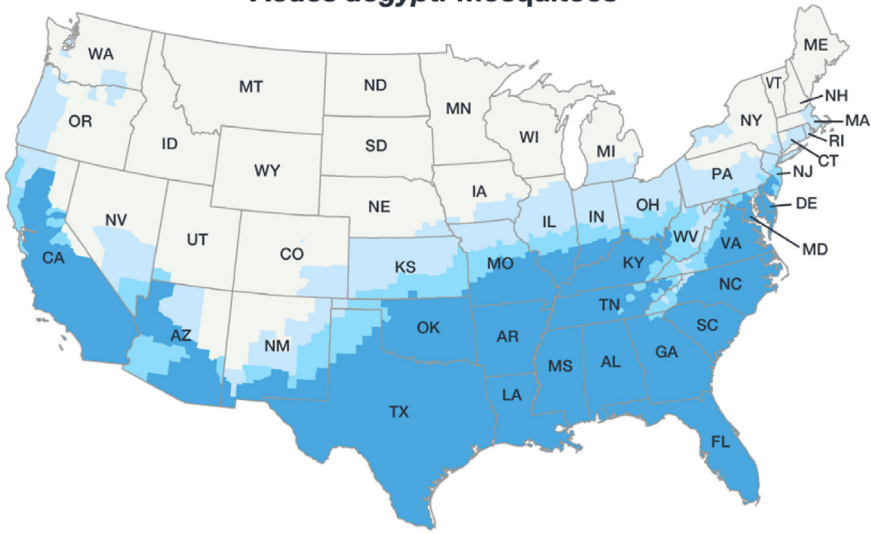 Aedes aegypti mosquitoes
WA
MT
ND
MN
ME
VT
NH
OR
ID
SD
WI
MI
NY
MA
RI
CT
WY
IA
PA
NJ
NE
NV
UT
CO
IL
IN
OH
DE
WV
VA
MD
CA
KS
MO
KY
NC
TN
AZ
NM
OK
AR
SC
MS
AL
GA
LA
TX
FL